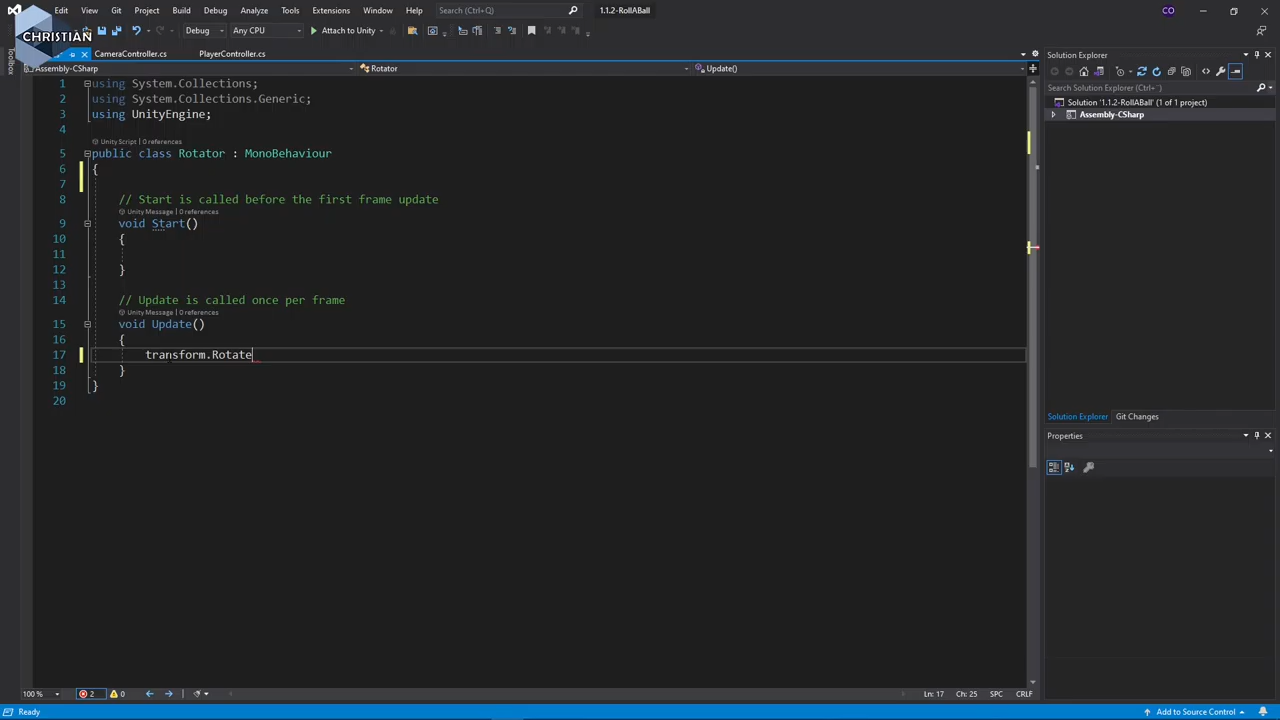 File Edit View Git Project Build Debug Analyze Tools Extensions Window Help Search (Ctrl+Q) 1.1.2-RollABall CO
CHRISTIAN
Debug Any CPU Attach to Unity
Toolbox
CameraController.cs PlayerController.cs
Assembly-CSharp Rotator Update()
1 using System.Collections;
2 using System.Collections.Generic;
3 using UnityEngine;
4
Unity Script | 0 references
5 public class Rotator : MonoBehaviour
6 {
7
8 // Start is called before the first frame update
Unity Message | 0 references
9 void Start()
10 {
11
12 }
13
14 // Update is called once per frame
Unity Message | 0 references
15 void Update()
16 {
17 transform.Rotate
18 }
19 }
20
Solution Explorer
Search Solution Explorer (Ctrl+')
Solution '1.1.2-RollABall' (1 of 1 project)
Assembly-CSharp
Solution Explorer Git Changes
Properties
100 % 2 0 Ln: 17 Ch: 25 SPC CRLF
Ready Add to Source Control